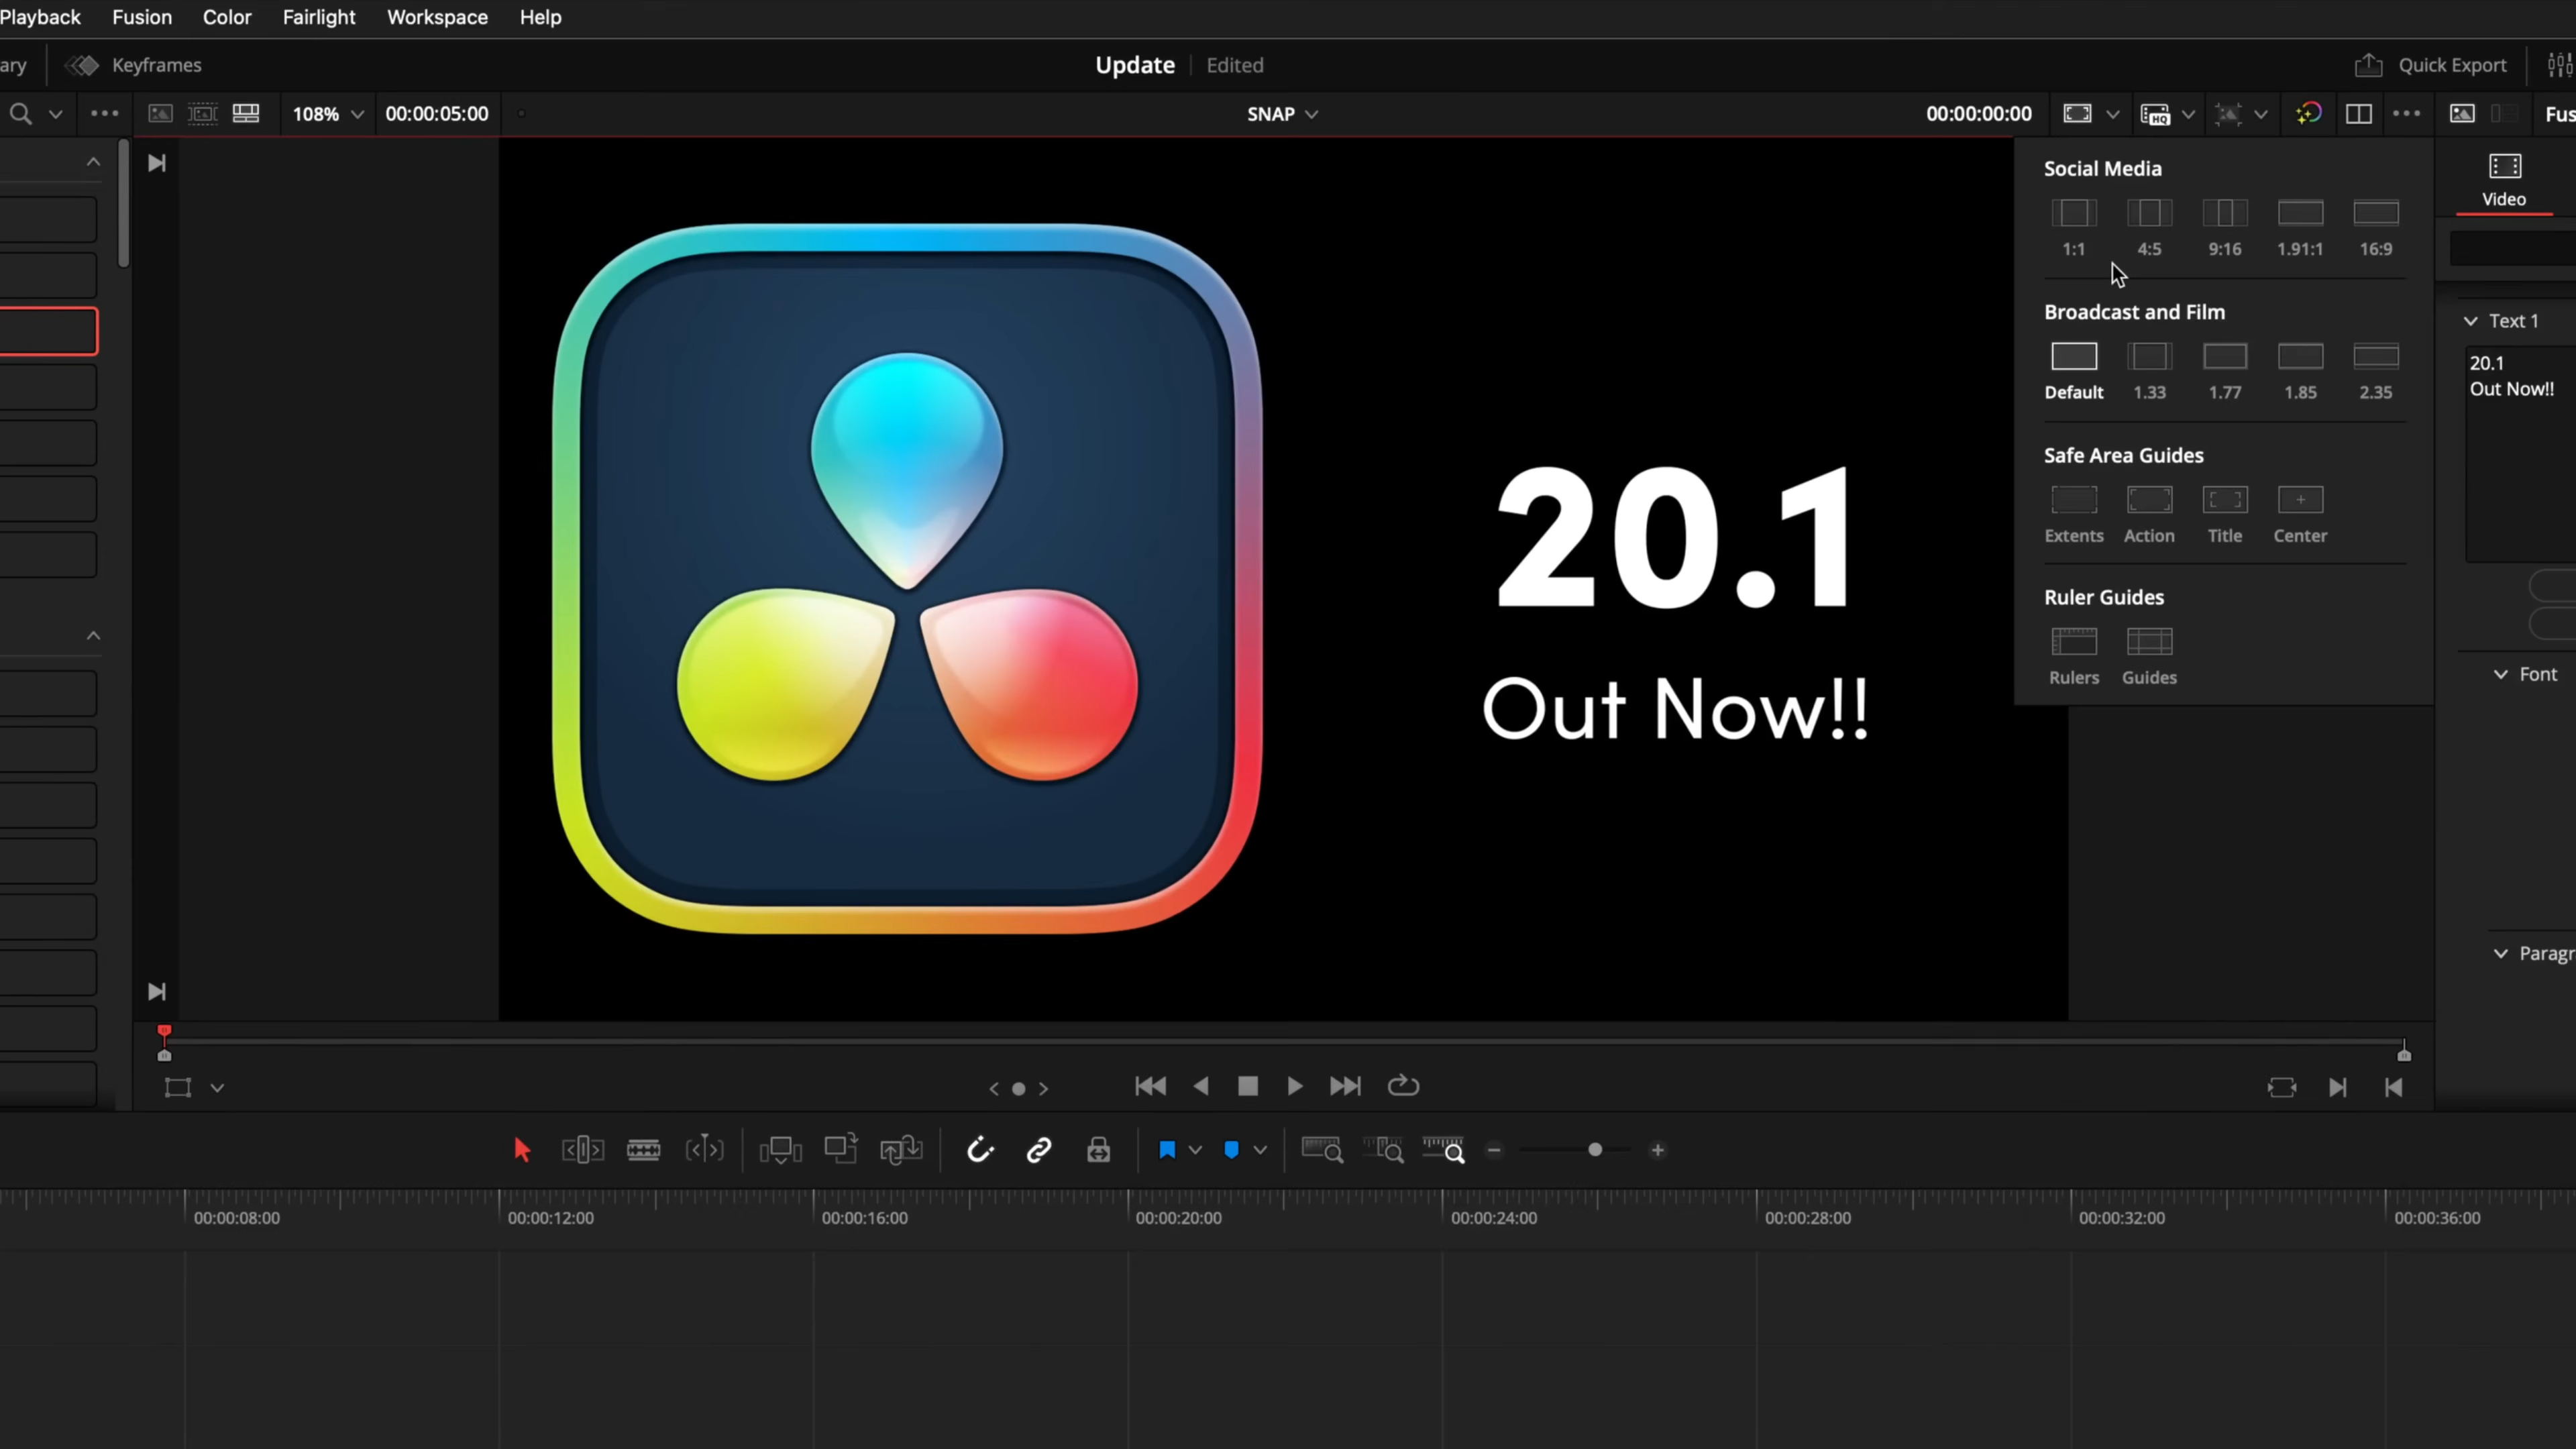 Playback Fusion Color Fairlight Workspace Help
ary Keyframes Update Edited Quick Export
108% 00:00:05:00 SNAP 00:00:00:00 HQ Fus
Social Media
1:1 4:5 9:16 1.91:1 16:9
Broadcast and Film
Default 1.33 1.77 1.85 2.35
Safe Area Guides
Extents Action Title Center
Ruler Guides
Rulers Guides
Video
Text 1
20.1
Out Now!!
Font
Paragr
20.1
Out Now!!
00:00:08:00 00:00:12:00 00:00:16:00 00:00:20:00 00:00:24:00 00:00:28:00 00:00:32:00 00:00:36:00